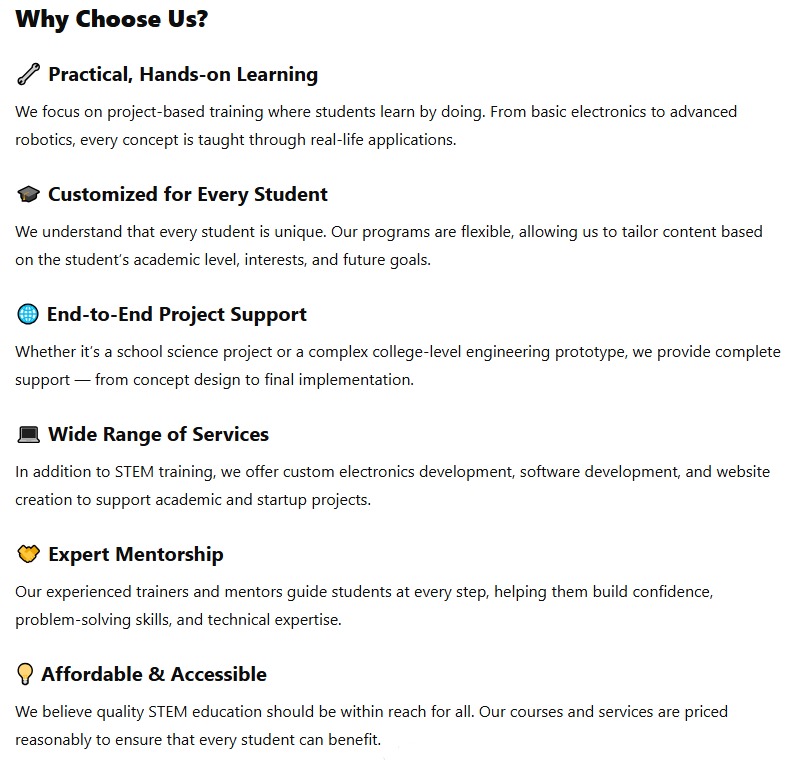 Why Choose Us?
🔧 Practical, Hands-on Learning
We focus on project-based training where students learn by doing. From basic electronics to advanced
robotics, every concept is taught through real-life applications.
🎓 Customized for Every Student
We understand that every student is unique. Our programs are flexible, allowing us to tailor content based
on the student's academic level, interests, and future goals.
🌐 End-to-End Project Support
Whether it's a school science project or a complex college-level engineering prototype, we provide complete
support — from concept design to final implementation.
💻 Wide Range of Services
In addition to STEM training, we offer custom electronics development, software development, and website
creation to support academic and startup projects.
🤝 Expert Mentorship
Our experienced trainers and mentors guide students at every step, helping them build confidence,
problem-solving skills, and technical expertise.
💡 Affordable & Accessible
We believe quality STEM education should be within reach for all. Our courses and services are priced
reasonably to ensure that every student can benefit.